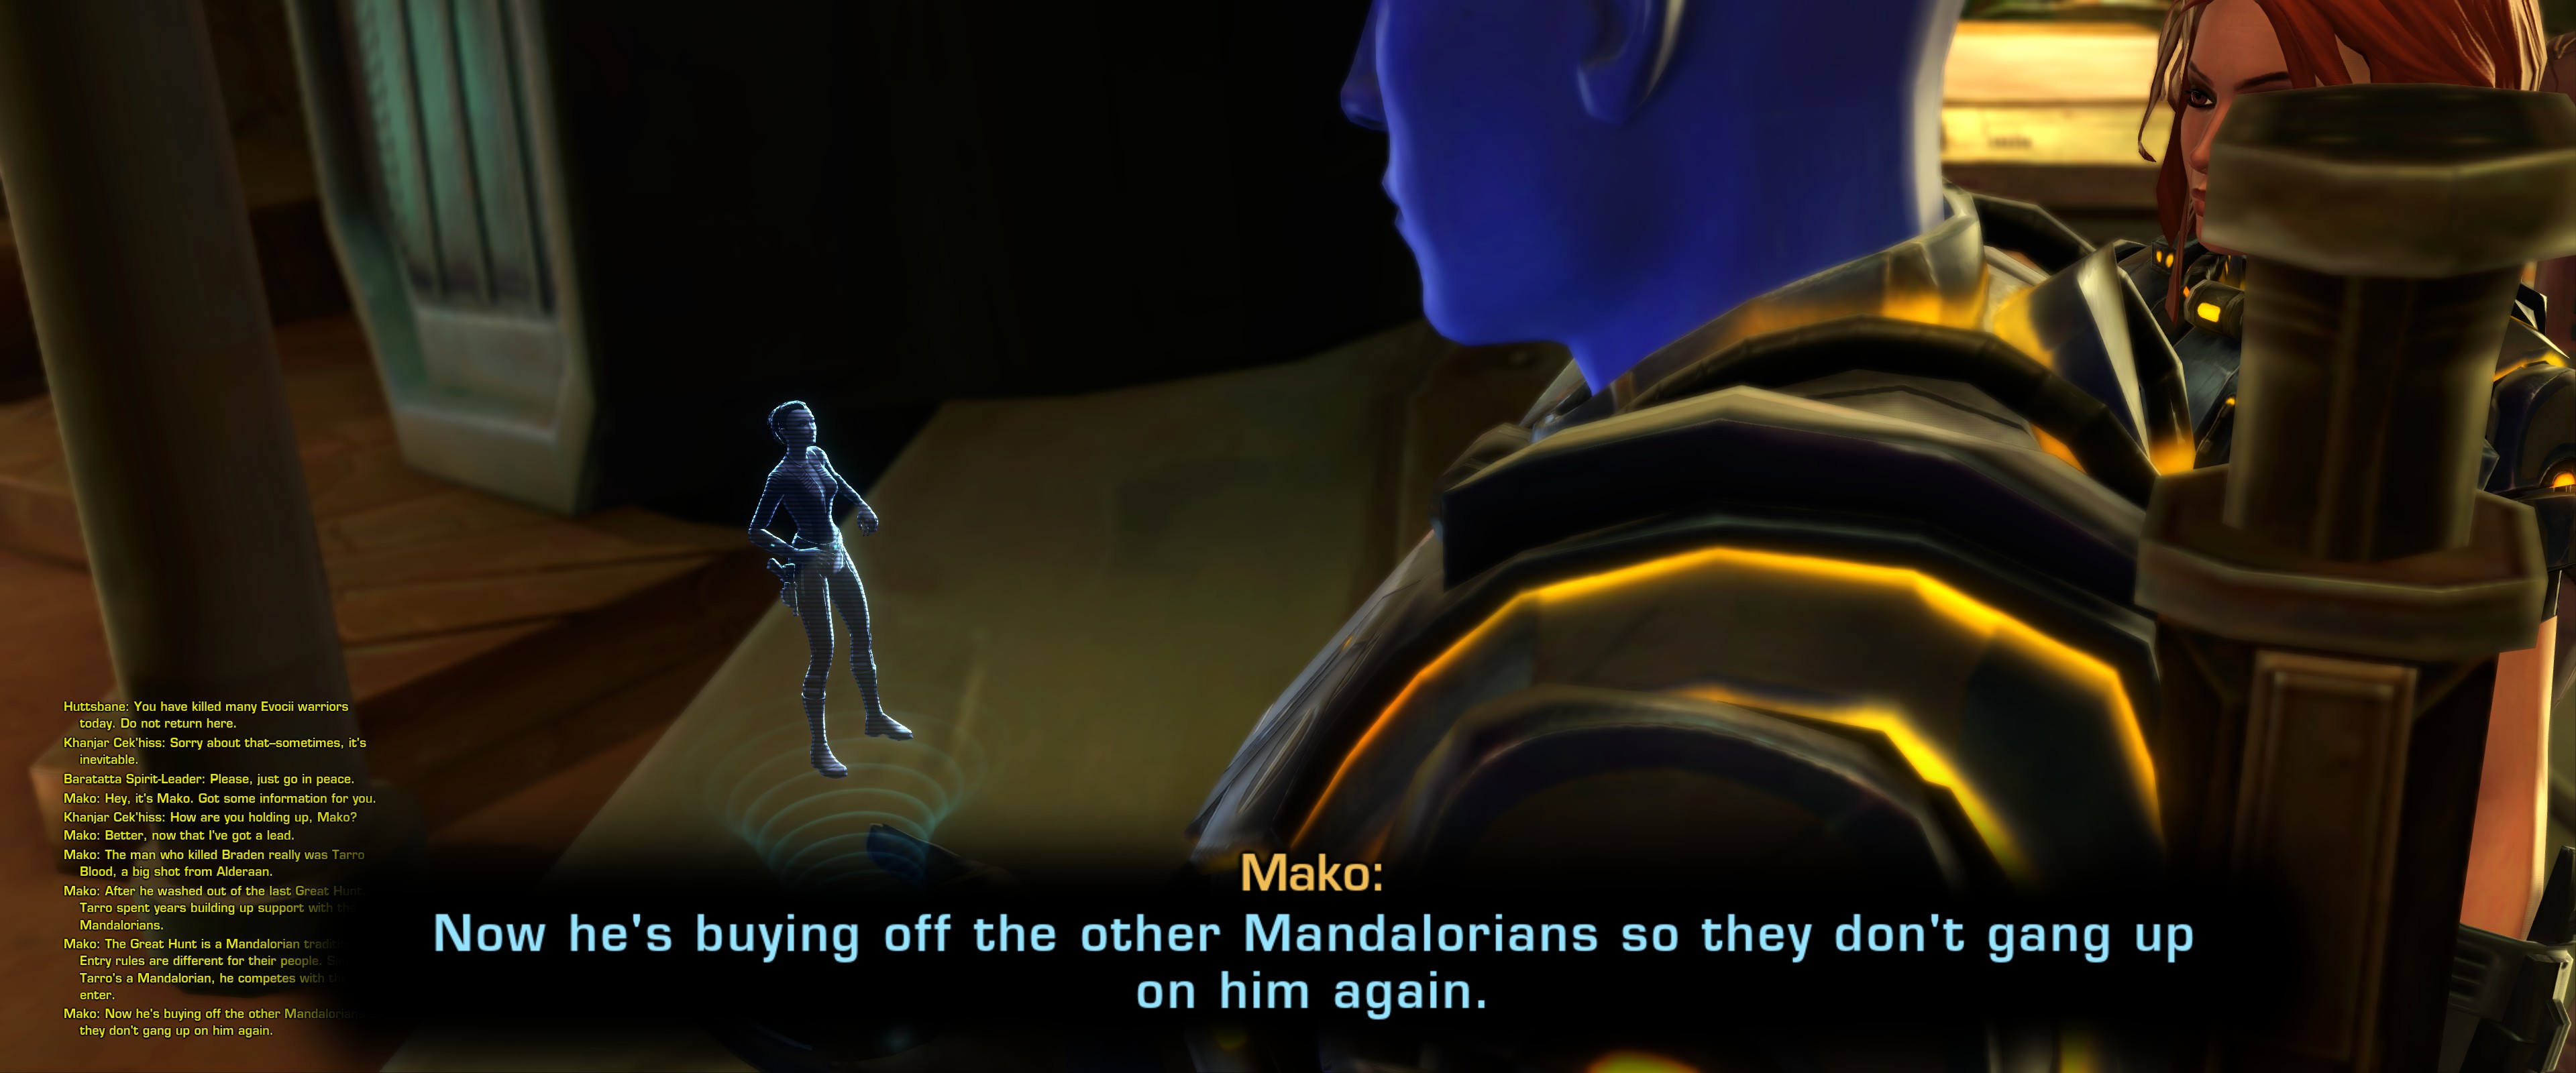 Huttsbane: You have killed many Evocii warriors
today. Do not return here.
Khanjar Cek'hiss: Sorry about that–sometimes, it's
inevitable.
Baratatta Spirit-Leader: Please, just go in peace.
Mako: Hey, it's Mako. Got some information for you.
Khanjar Cek'hiss: How are you holding up, Mako?
Mako: Better, now that I've got a lead.
Mako: The man who killed Braden really was Tarro
Blood, a big shot from Alderaan.
Mako: After he washed out of the last Great Hunt,
Tarro spent years building up support with the
Mandalorians.
Mako: The Great Hunt is a Mandalorian
Entry rules are different for their people.
Tarro's a Mandalorian, he competes with
enter.
Mako: Now he's buying off the other Mandalorians
they don't gang up on him again.
Mako:
Now he's buying off the other Mandalorians so they don't gang up
on him again.